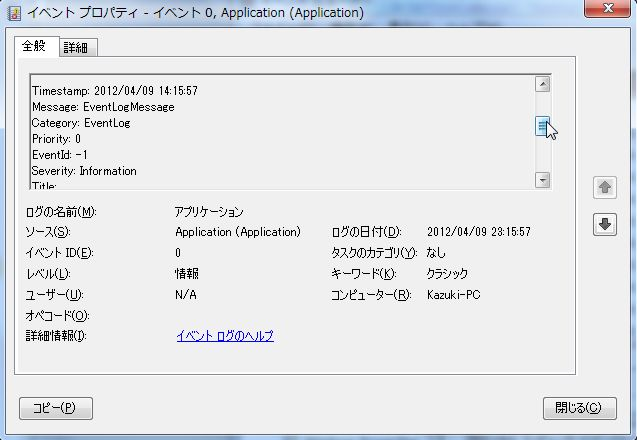 イベント プロパティ - イベント 0, Application (Application)
全般 詳細
Timestamp: 2012/04/09 14:15:57
Message: EventLogMessage
Category: EventLog
Priority: 0
EventId: -1
Severity: Information
Title:
ログの名前(M): アプリケーション
ソース(S): Application (Application) ログの日付(D): 2012/04/09 23:15:57
イベント ID(E): 0 タスクのカテゴリ(Y): なし
レベル(L): 情報 キーワード(K): クラシック
ユーザー(U): N/A コンピューター(R): Kazuki-PC
オペコード(O):
詳細情報(I): イベント ログのヘルプ
コピー(P) 閉じる(C)